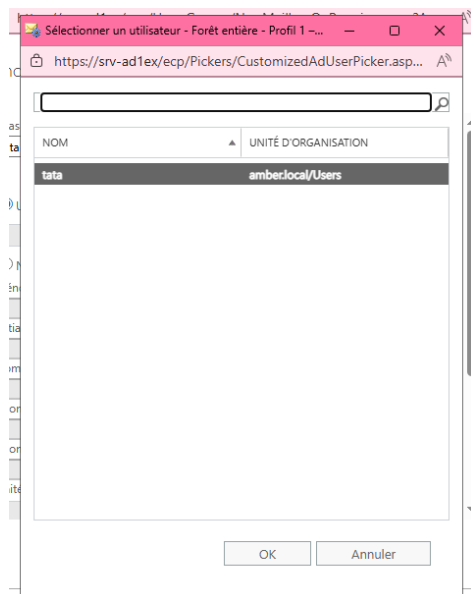 Sélectionner un utilisateur - Forêt entière - Profil 1 –...
https://srv-ad1ex/ecp/Pickers/CustomizedAdUserPicker.asp...
NOM
UNITÉ D'ORGANISATION
tata
amber.local/Users
OK
Annuler